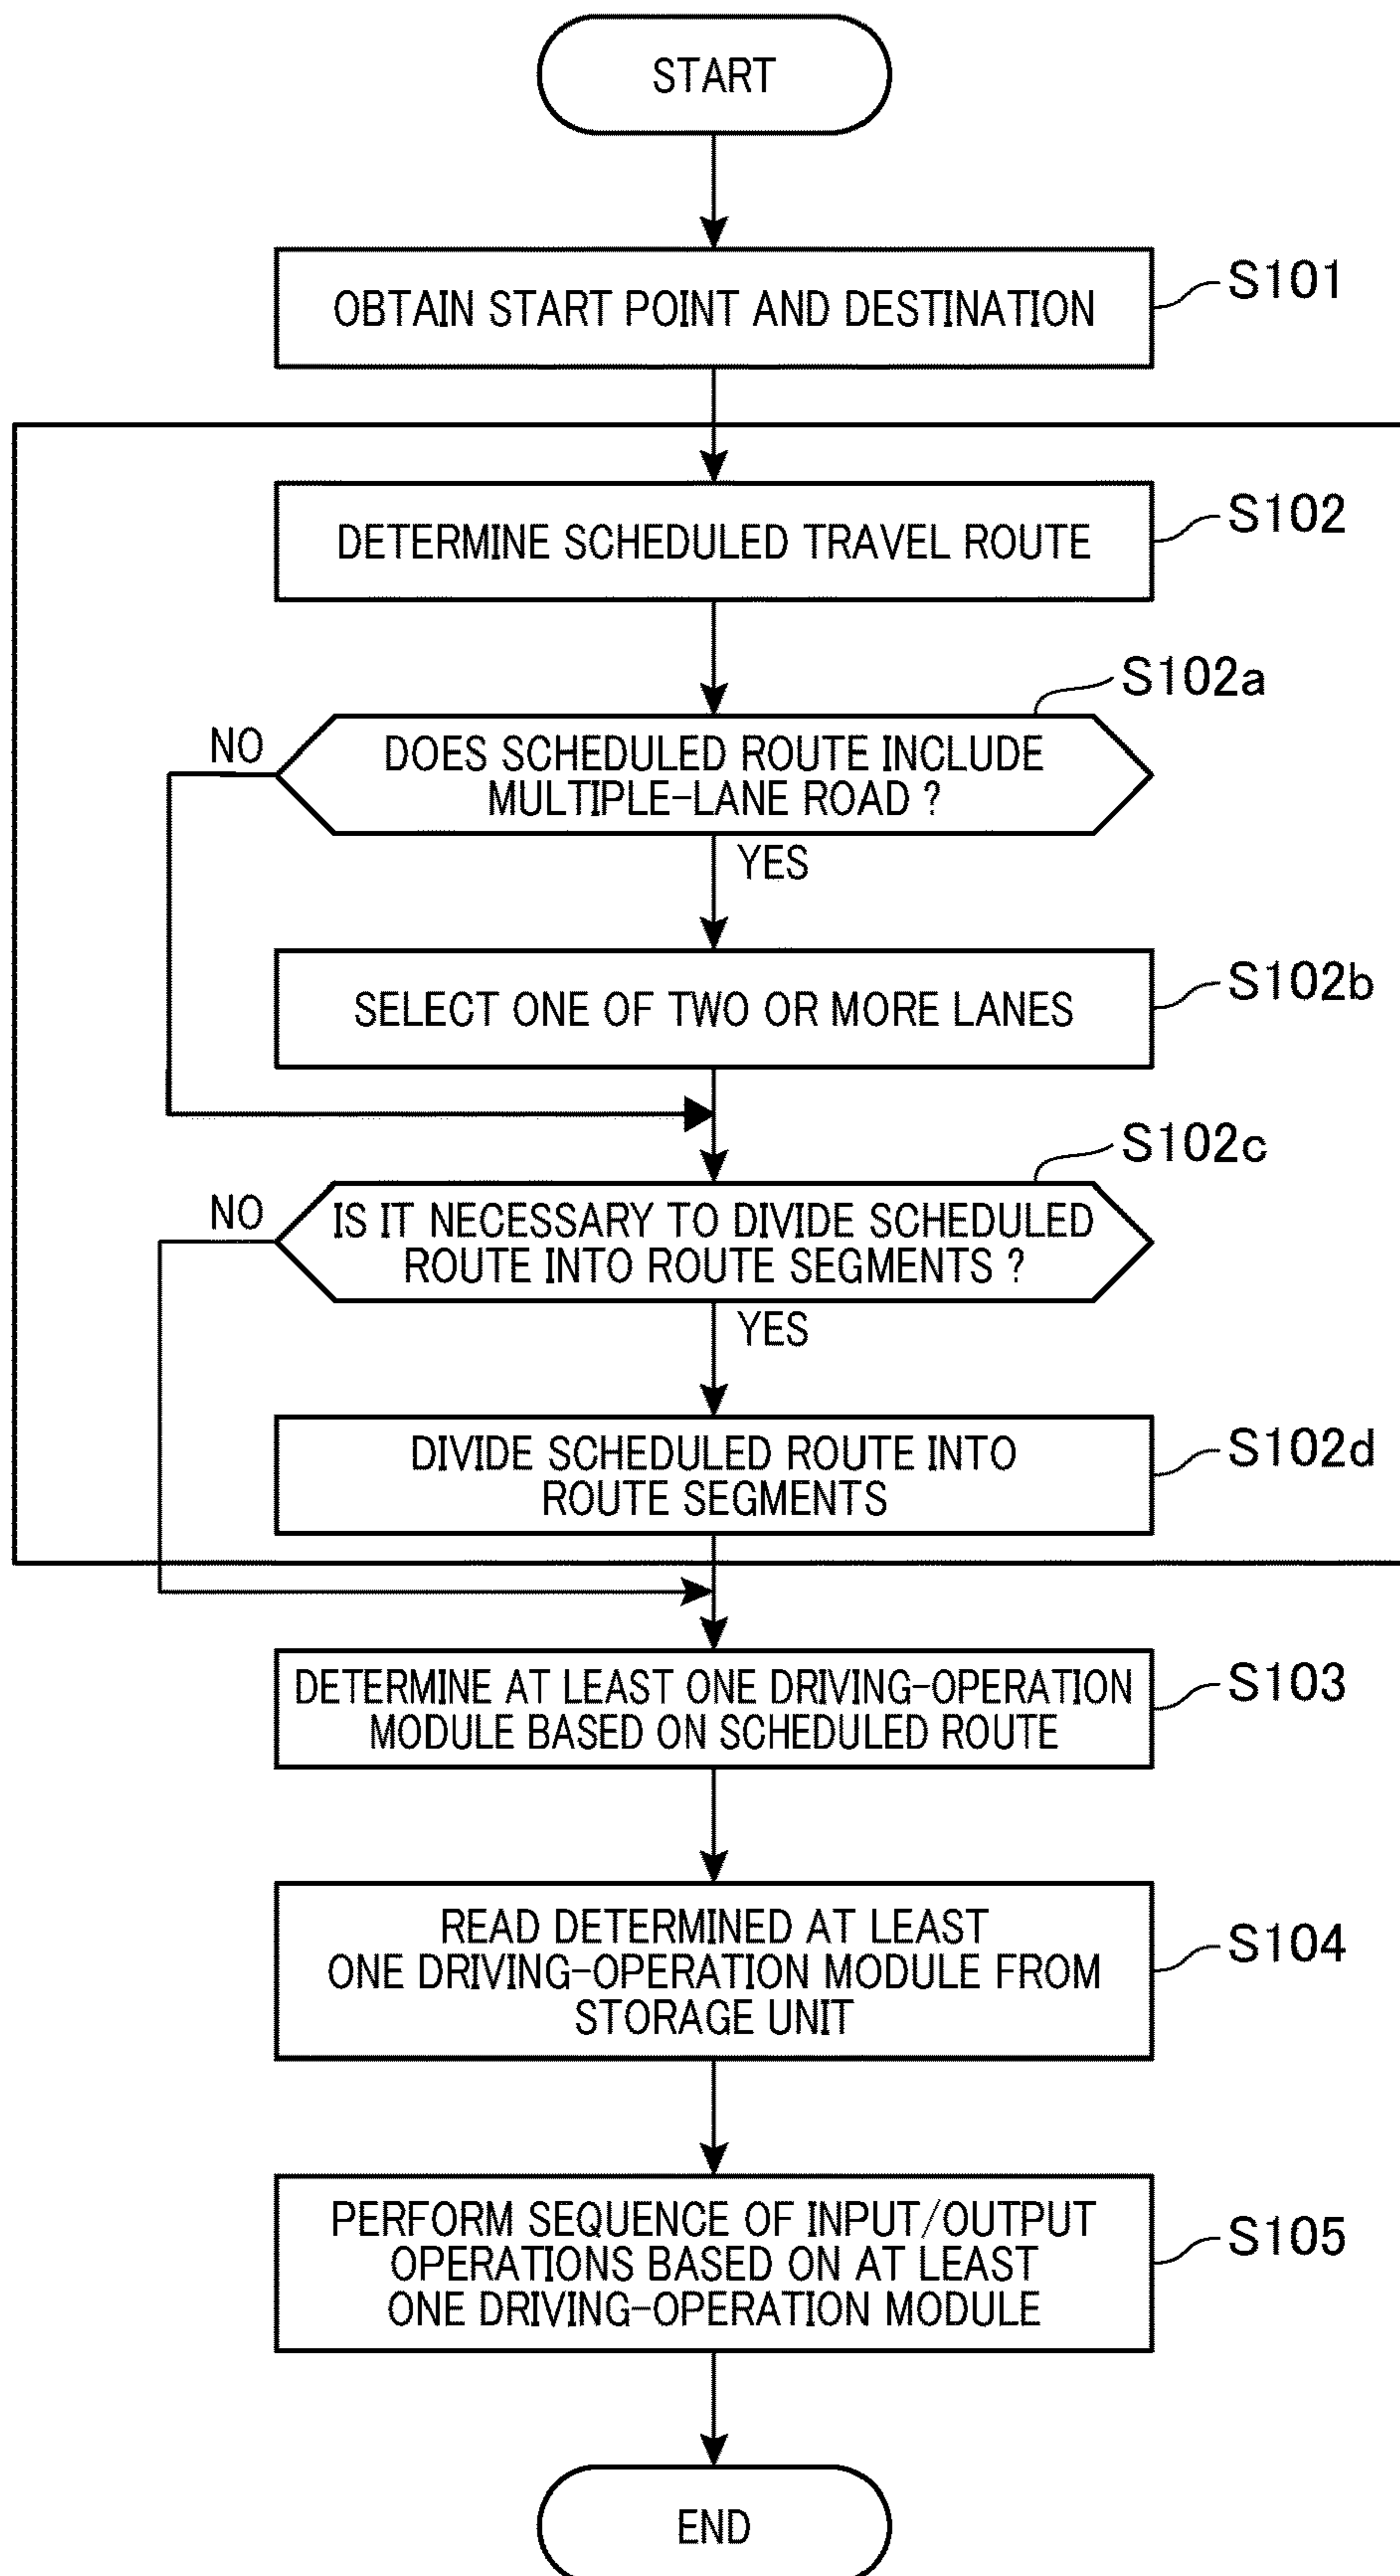 START
OBTAIN START POINT AND DESTINATION
S101
DETERMINE SCHEDULED TRAVEL ROUTE
S102
S102a
NO
DOES SCHEDULED ROUTE INCLUDE
MULTIPLE-LANE ROAD ?
YES
SELECT ONE OF TWO OR MORE LANES
S102b
S102c
NO
IS IT NECESSARY TO DIVIDE SCHEDULED
ROUTE INTO ROUTE SEGMENTS ?
YES
DIVIDE SCHEDULED ROUTE INTO
ROUTE SEGMENTS
S102d
DETERMINE AT LEAST ONE DRIVING-OPERATION
MODULE BASED ON SCHEDULED ROUTE
S103
READ DETERMINED AT LEAST
ONE DRIVING-OPERATION MODULE FROM
STORAGE UNIT
S104
PERFORM SEQUENCE OF INPUT/OUTPUT
OPERATIONS BASED ON AT LEAST
ONE DRIVING-OPERATION MODULE
S105
END